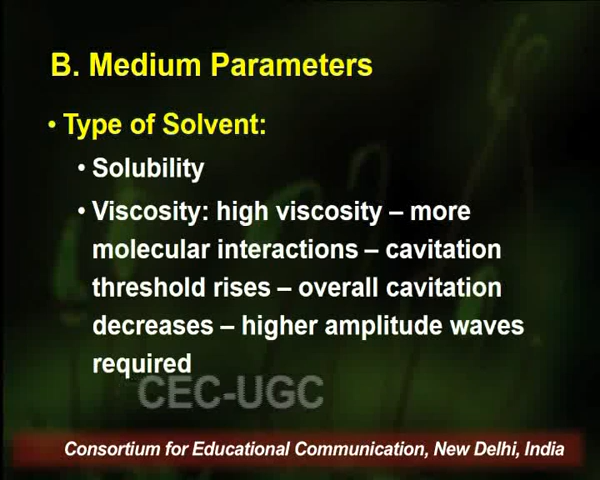 B. Medium Parameters
• Type of Solvent:
• Solubility
• Viscosity: high viscosity – more
molecular interactions – cavitation
threshold rises – overall cavitation
decreases – higher amplitude waves
required
CEC-UGC
Consortium for Educational Communication, New Delhi, India